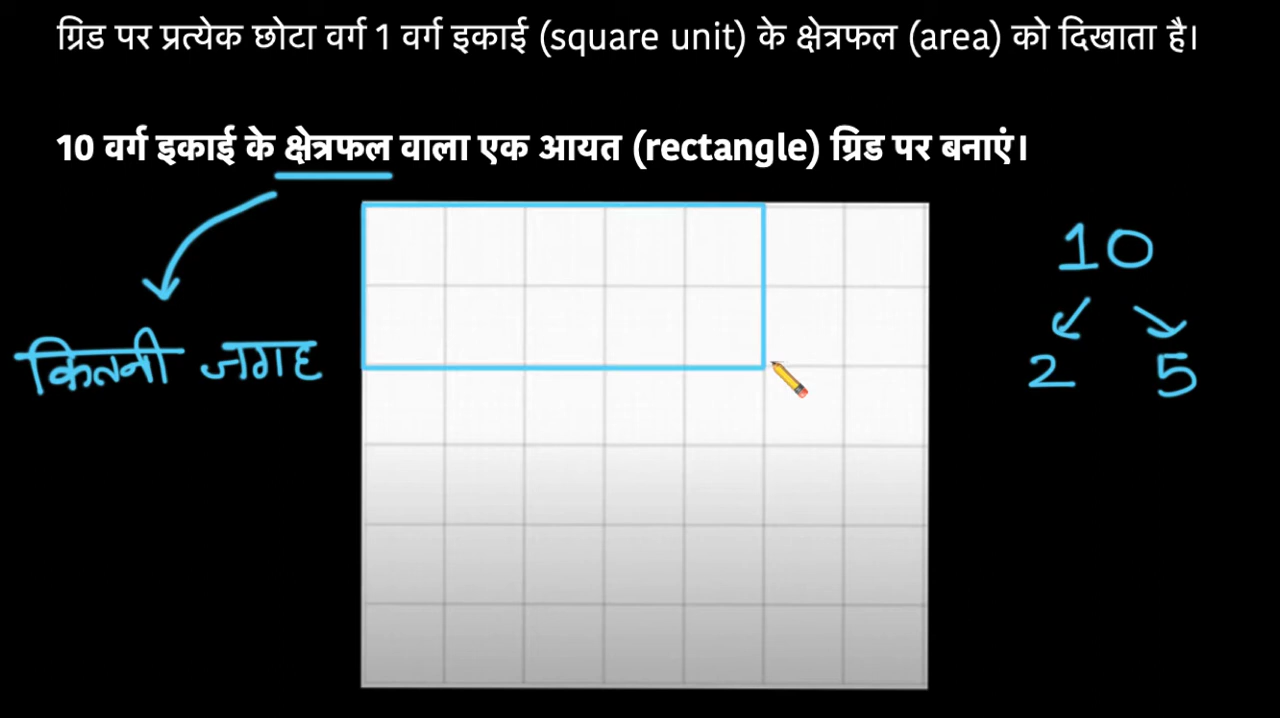 ग्रिड पर प्रत्येक छोटा वर्ग 1 वर्ग इकाई (square unit) के क्षेत्रफल (area) को दिखाता है।
10 वर्ग इकाई के क्षेत्रफल वाला एक आयत (rectangle) ग्रिड पर बनाएं।
10
2 5
कितनी जगह